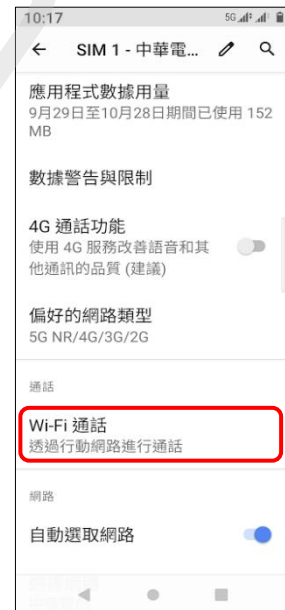 10:17
5G
SIM 1 - 中華電...
應用程式數據用量
9月29日至10月28日期間已使用 152
MB
數據警告與限制
4G 通話功能
使用 4G 服務改善語音和其
他通訊的品質 (建議)
偏好的網路類型
5G NR/4G/3G/2G
通話
Wi-Fi 通話
透過行動網路進行通話
網路
自動選取網路